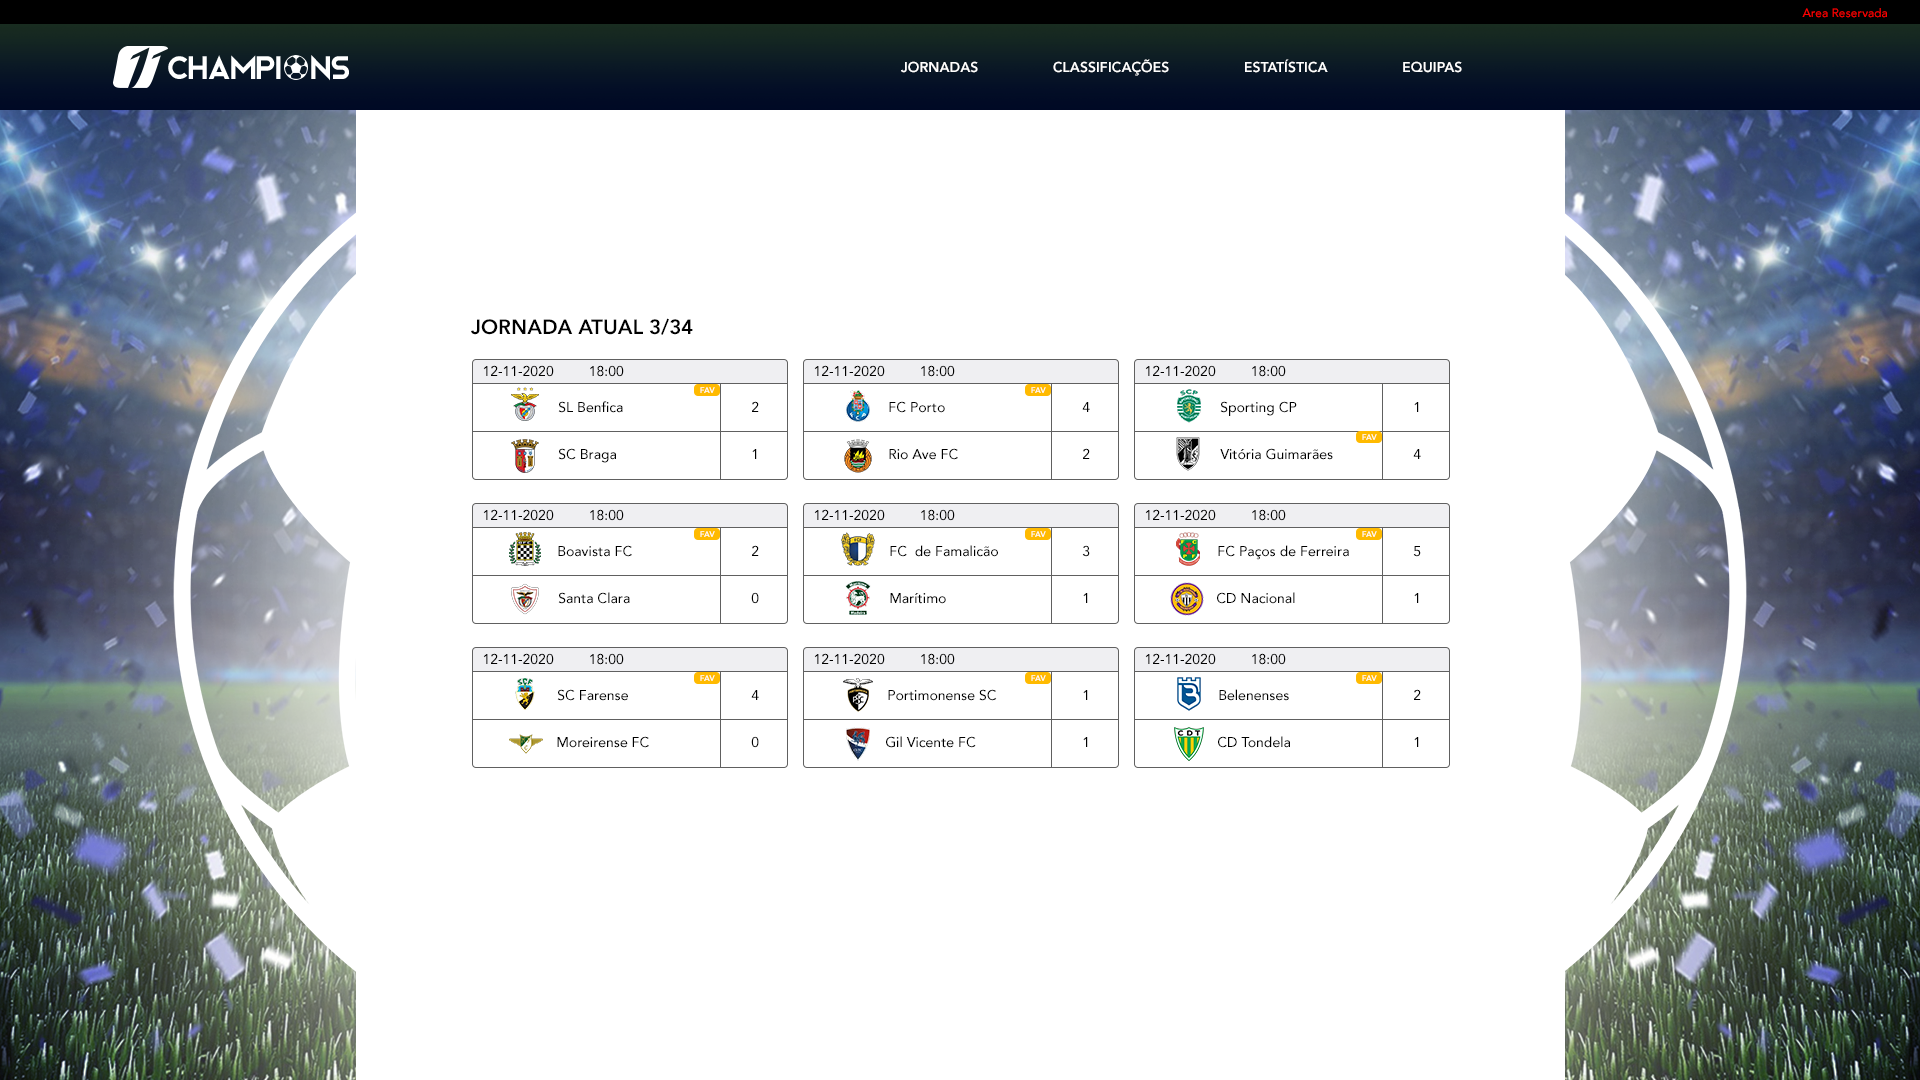 Area Reservada
11 CHAMPIONS
JORNADAS CLASSIFICAÇÕES ESTATÍSTICA EQUIPAS
JORNADA ATUAL 3/34
12-11-2020 18:00
FAV
SL Benfica 2
SC Braga 1
12-11-2020 18:00
FAV
FC Porto 4
Rio Ave FC 2
12-11-2020 18:00
SCP
Sporting CP 1
FAV
Vitória Guimarães 4
12-11-2020 18:00
FAV
Boavista FC 2
Santa Clara 0
12-11-2020 18:00
FAV
FC de Famalicão 3
Marítimo 1
12-11-2020 18:00
FAV
FC Paços de Ferreira 5
CD Nacional 1
12-11-2020 18:00
FAV
SCF
SC Farense 4
Moreirense FC 0
12-11-2020 18:00
FAV
Portimonense SC 1
Gil Vicente FC 1
12-11-2020 18:00
FAV
Belenenses 2
CDT
CD Tondela 1